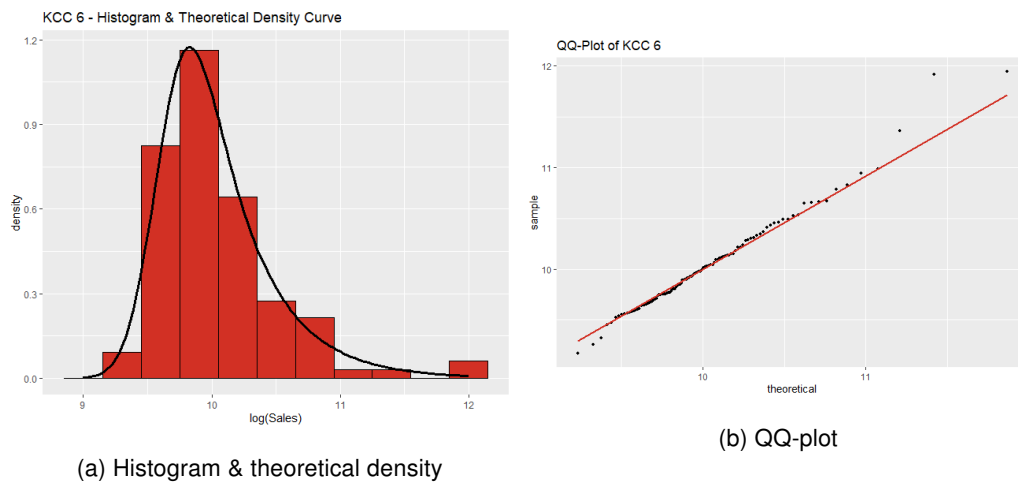 KCC 6 - Histogram & Theoretical Density Curve
1.2
0.9
0.6
0.3
0.0
density
9
10
11
12
log(Sales)
(a) Histogram & theoretical density
QQ-Plot of KCC 6
12
11
10
sample
10
11
theoretical
(b) QQ-plot